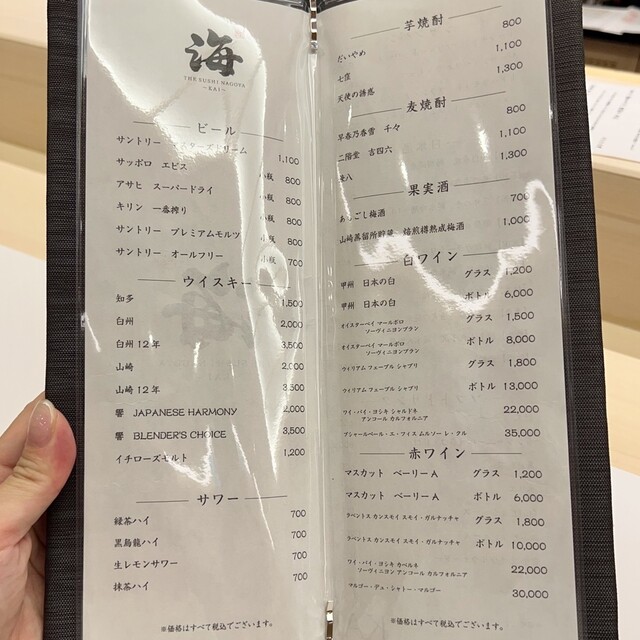 海
THE SUSHI NAGOYA
〜KAI〜
ビール
サントリー マスターズドリーム 1,100
サッポロ エビス 小瓶 800
アサヒ スーパードライ 小瓶 800
キリン 一番搾り 小瓶 800
サントリー プレミアムモルツ 小瓶 800
サントリー オールフリー 小瓶 700
ウイスキー
知多 1,500
白州 2,000
白州 12年 3,500
山崎 2,000
山崎 12年 3,500
響 JAPANESE HARMONY 2,000
響 BLENDER'S CHOICE 3,500
イチローズモルト 1,200
サワー
緑茶ハイ 700
黒烏龍ハイ 700
生レモンサワー 700
抹茶ハイ 700
※価格はすべて税込でございます。
芋焼酎
だいやめ 800
七窪 1,100
天使の誘惑 1,300
麦焼酎
早春乃香雪 千々 800
二階堂 吉四六 1,100
兼八 1,300
果実酒
あらごし梅酒 700
山崎蒸留所貯蔵 焙煎樽熟成梅酒 1,000
白ワイン
甲州 日本の白 グラス 1,200
甲州 日本の白 ボトル 6,000
オイスターベイ マールボロ
ソーヴィニヨンブラン グラス 1,500
オイスターベイ マールボロ
ソーヴィニヨンブラン ボトル 8,000
ウィリアム フェーブル シャブリ グラス 1,800
ウィリアム フェーブル シャブリ ボトル 13,000
ワイ・バイ・ヨシキ シャルドネ
アンコール カルフォルニア 22,000
ブシャールペール・エ・フィス ムルソー レ・クル 35,000
赤ワイン
マスカット ベーリーA グラス 1,200
マスカット ベーリーA ボトル 6,000
ラベントス カンスモイ スモイ・ガルナッチャ グラス 1,800
ラベントス カンスモイ スモイ・ガルナッチャ ボトル 10,000
ワイ・バイ・ヨシキ カベルネ
ソーヴィニヨン アンコール カルフォルニア 22,000
マルゴー・デュ・シャトー・マルゴー 30,000
※価格はすべて税込でございます。